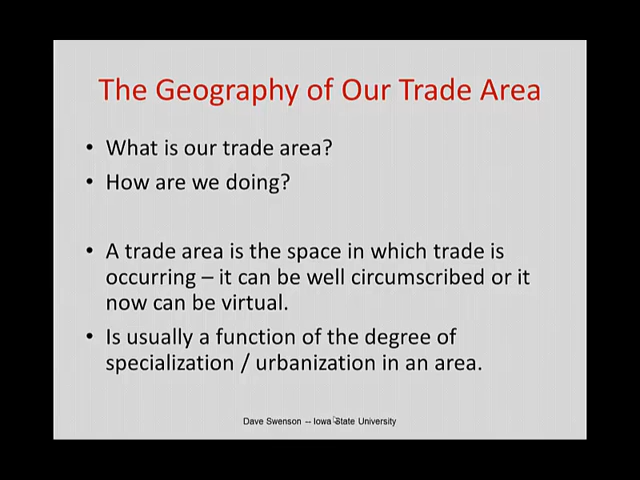 The Geography of Our Trade Area
• What is our trade area?
• How are we doing?
• A trade area is the space in which trade is
occurring – it can be well circumscribed or it
now can be virtual.
• Is usually a function of the degree of
specialization / urbanization in an area.
Dave Swenson -- Iowa State University